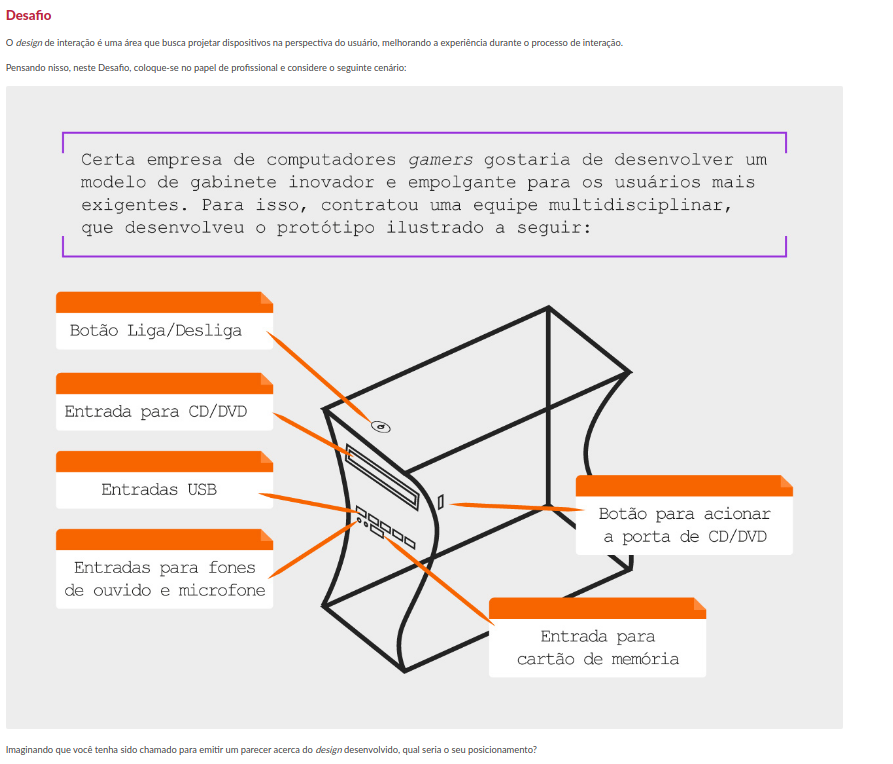 Desafio
O design de interação é uma área que busca projetar dispositivos na perspectiva do usuário, melhorando a experiência durante o processo de interação.
Pensando nisso, neste Desafio, coloque-se no papel de profissional e considere o seguinte cenário:
Certa empresa de computadores gamers gostaria de desenvolver um
modelo de gabinete inovador e empolgante para os usuários mais
exigentes. Para isso, contratou uma equipe multidisciplinar,
que desenvolveu o protótipo ilustrado a seguir:
Botão Liga/Desliga
Entrada para CD/DVD
Entradas USB
Entradas para fones
de ouvido e microfone
Botão para acionar
a porta de CD/DVD
Entrada para
cartão de memória
Imaginando que você tenha sido chamado para emitir um parecer acerca do design desenvolvido, qual seria o seu posicionamento?